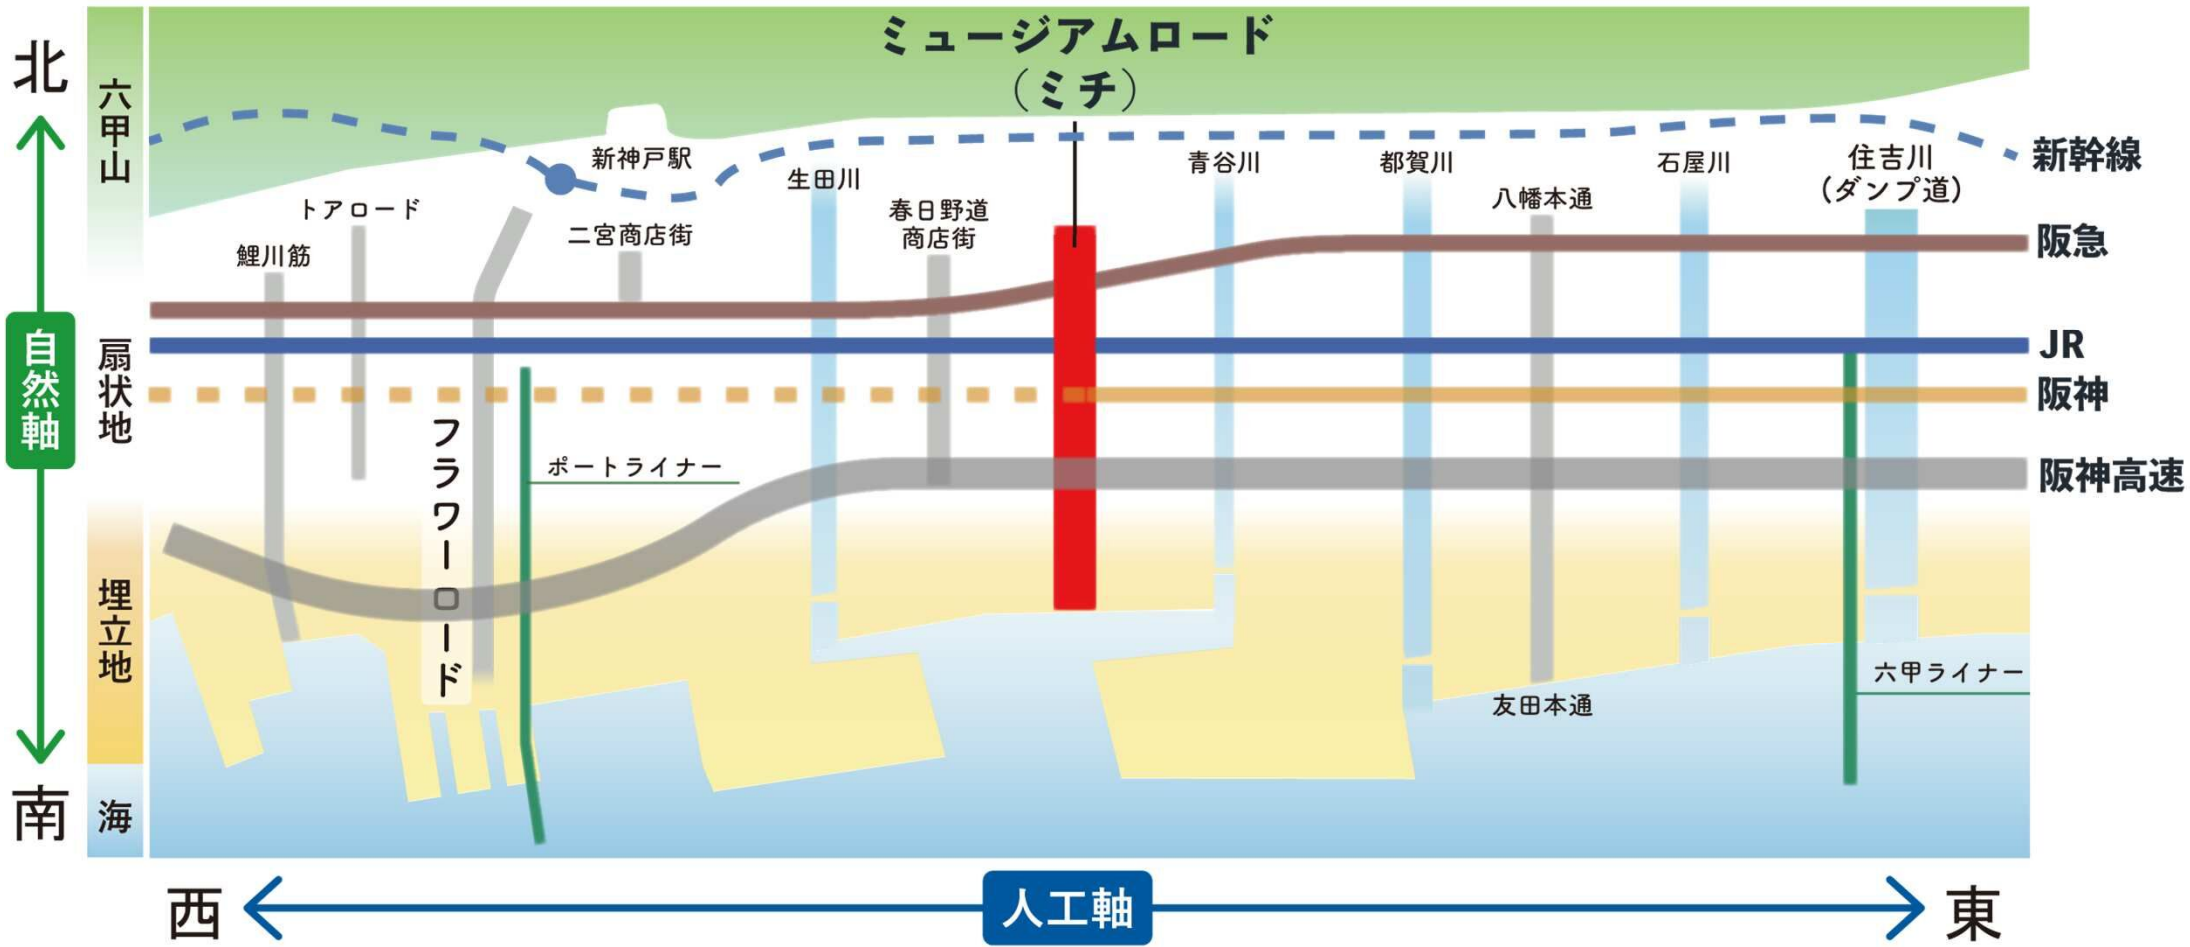 ミュージアムロード
（ミチ）
北
六甲山
新神戸駅
生田川
青谷川
都賀川
石屋川
住吉川
（ダンプ道）
新幹線
トアロード
鯉川筋
二宮商店街
春日野道
商店街
八幡本通
阪急
自然軸
扇状地
JR
阪神
フラワーロード
ポートライナー
阪神高速
埋立地
友田本通
六甲ライナー
南
海
西
人工軸
東